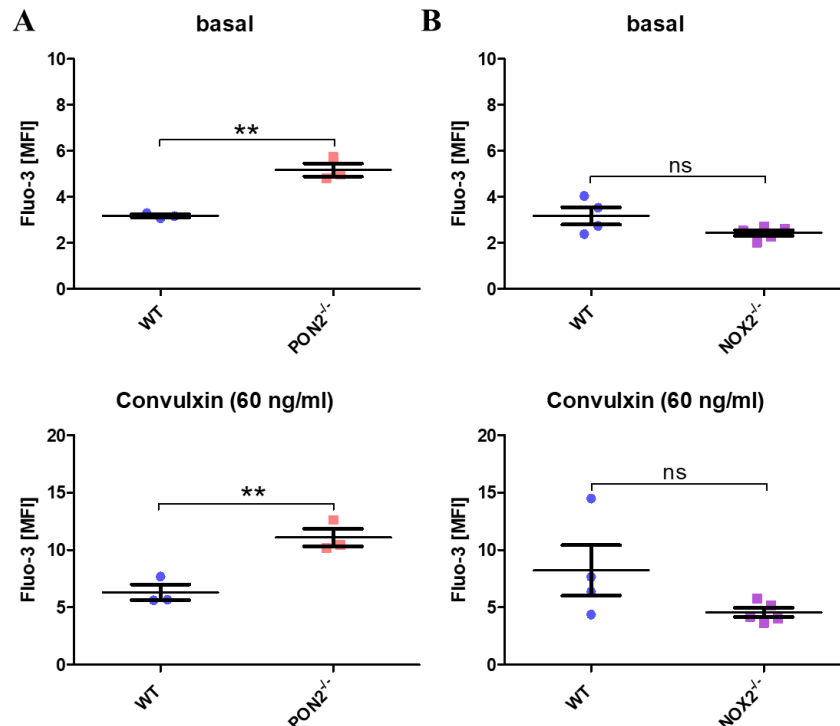 A
basal
Fluo-3 [MFI]
10
8
6
4
2
0
**
WT
PON2-/-
B
basal
Fluo-3 [MFI]
10
8
6
4
2
0
ns
WT
NOX2-/-
Convulxin (60 ng/ml)
Fluo-3 [MFI]
20
15
10
5
0
**
WT
PON2-/-
Convulxin (60 ng/ml)
Fluo-3 [MFI]
20
15
10
5
0
ns
WT
NOX2-/-